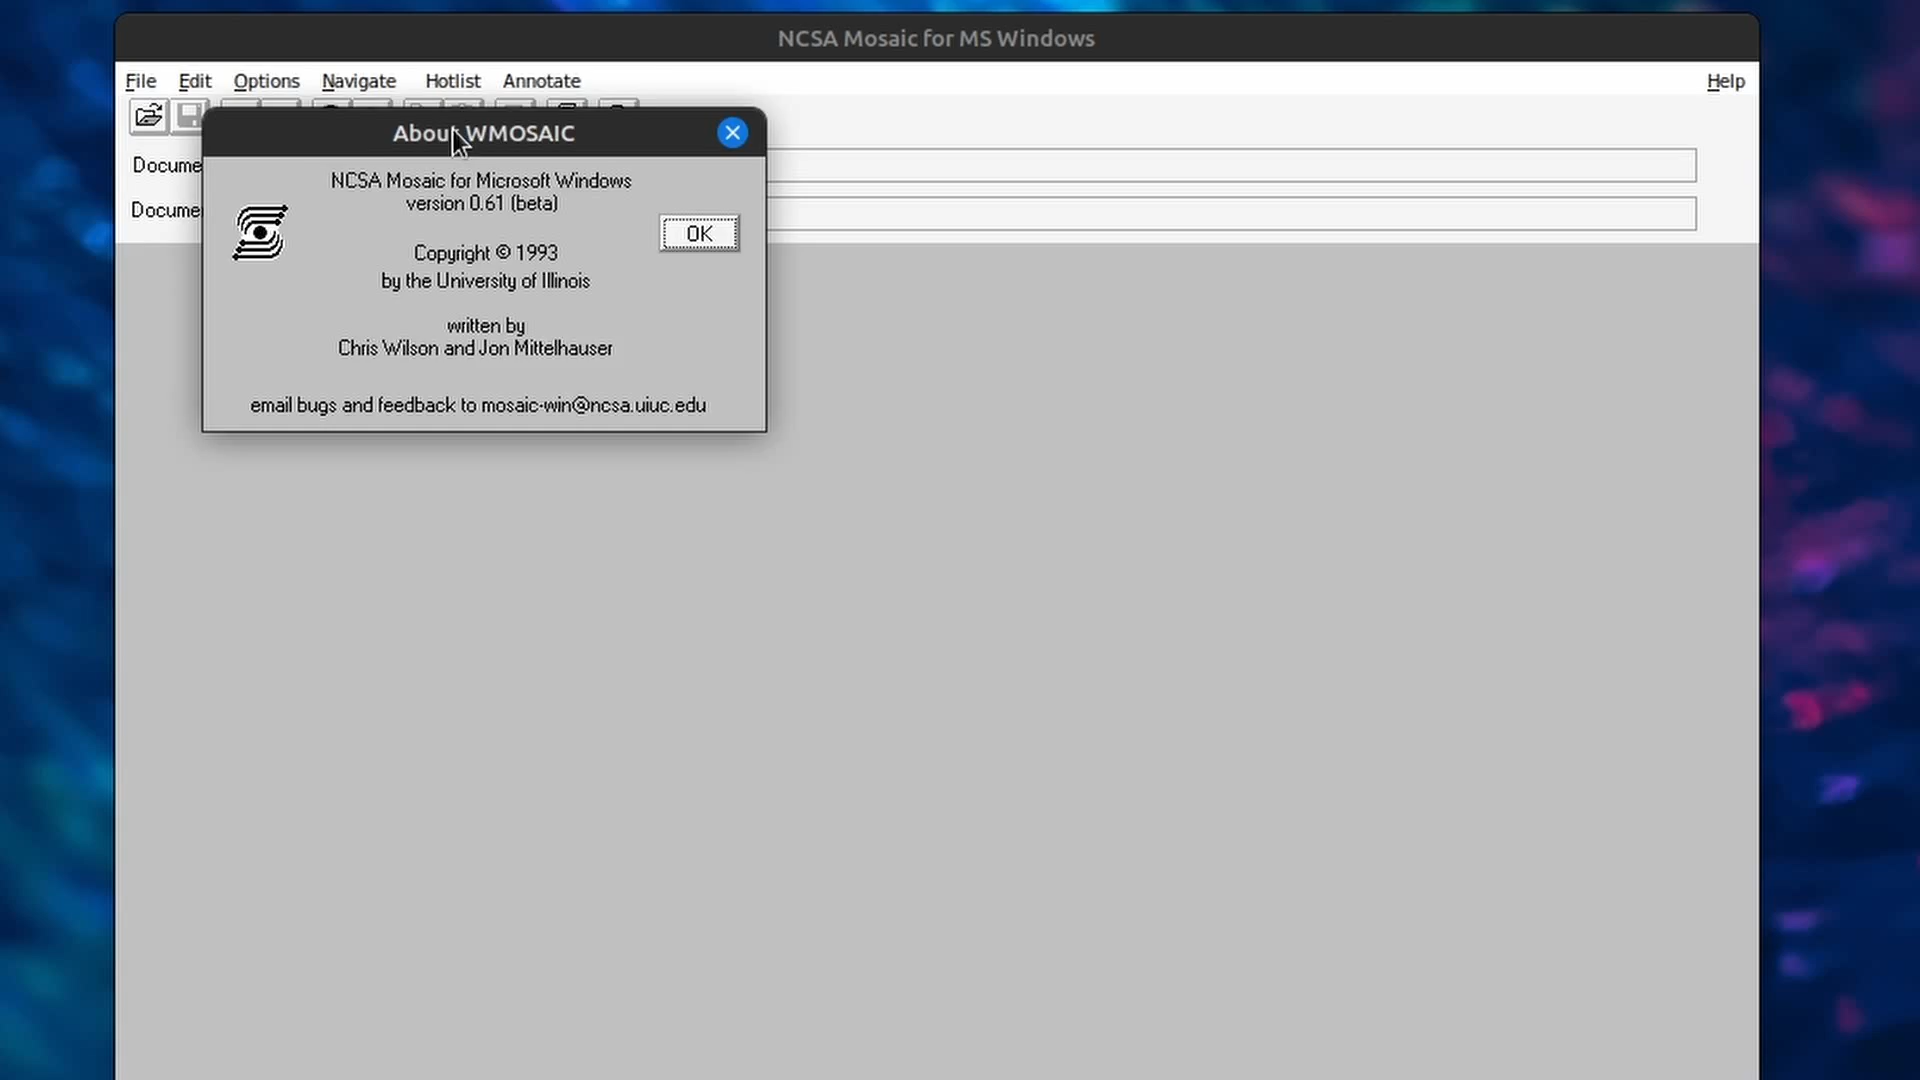 NCSA Mosaic for MS Windows
File Edit Options Navigate Hotlist Annotate Help
About WMOSAIC
Docume
Docume
NCSA Mosaic for Microsoft Windows
version 0.61 (beta)
OK
Copyright © 1993
by the University of Illinois
written by
Chris Wilson and Jon Mittelhauser
email bugs and feedback to mosaic-win@ncsa.uiuc.edu